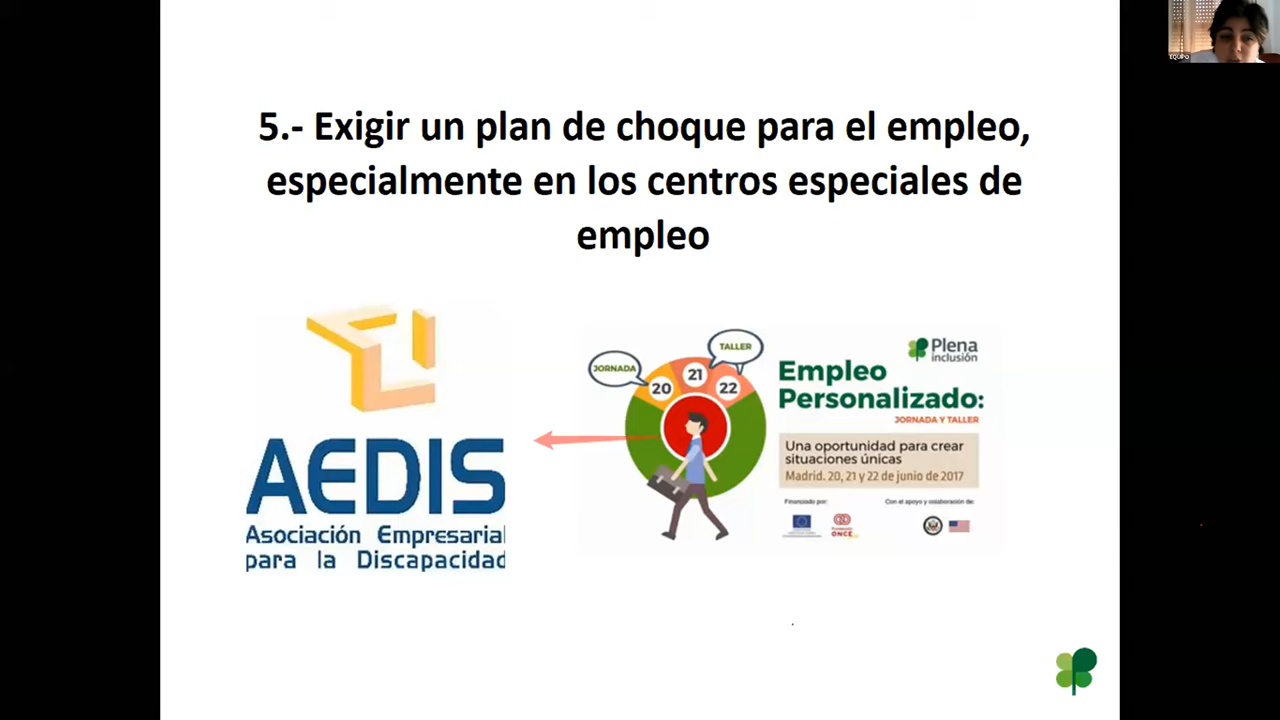 EQUIPO
5.- Exigir un plan de choque para el empleo,
especialmente en los centros especiales de
empleo
AEDIS
Asociación Empresarial
para la Discapacidad
JORNADA
TALLER
20
21
22
Plena
inclusión
Empleo
Personalizado:
JORNADA Y TALLER
Una oportunidad para crear
situaciones únicas
Madrid. 20, 21 y 22 de junio de 2017
Financiado por:
Con el apoyo y colaboración de:
ONCE